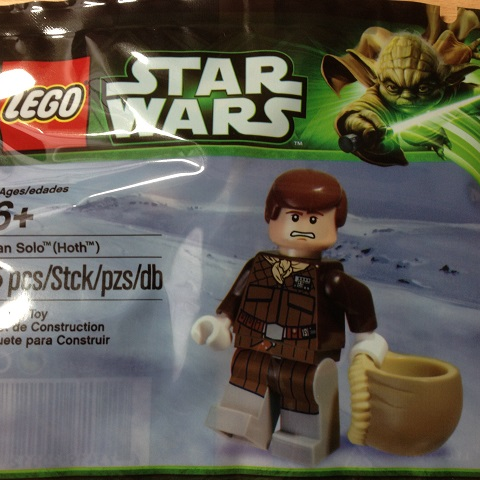 LEGO
STAR
WARS
™
Ages/edades
6+
an Solo™(Hoth™)
pcs/Stck/pzs/db
Toy
de Construction
uete para Construir